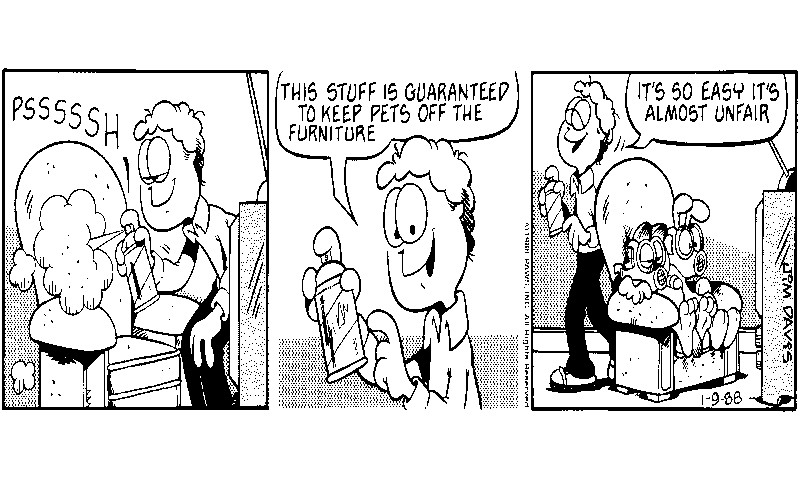 PSSSSSH
THIS STUFF IS GUARANTEED
TO KEEP PETS OFF THE
FURNITURE
IT'S SO EASY IT'S
ALMOST UNFAIR
JIM DAVIS
1-9-88